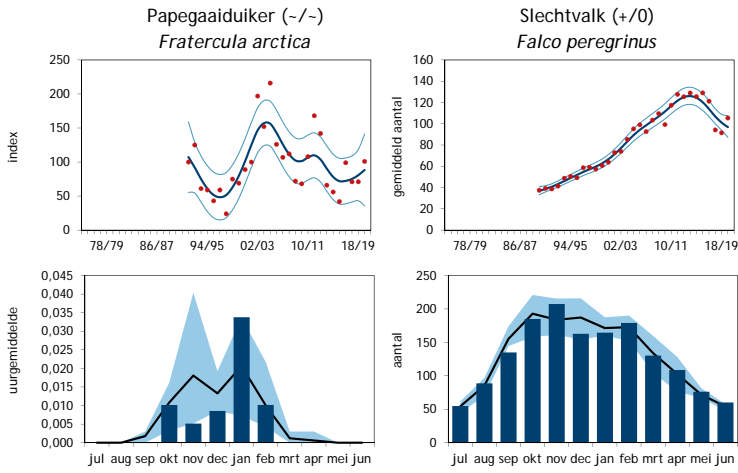 Papegaaiduiker (~/~)
Fratercula arctica
index
250
200
150
100
50
0
78/79 86/87 94/95 02/03 10/11 18/19
Slechtvalk (+/0)
Falco peregrinus
gemiddeld aantal
160
140
120
100
80
60
40
20
0
78/79 86/87 94/95 02/03 10/11 18/19
uurgemiddelde
0,045
0,040
0,035
0,030
0,025
0,020
0,015
0,010
0,005
0,000
jul aug sep okt nov dec jan feb mrt apr mei jun
aantal
250
200
150
100
50
0
jul aug sep okt nov dec jan feb mrt apr mei jun